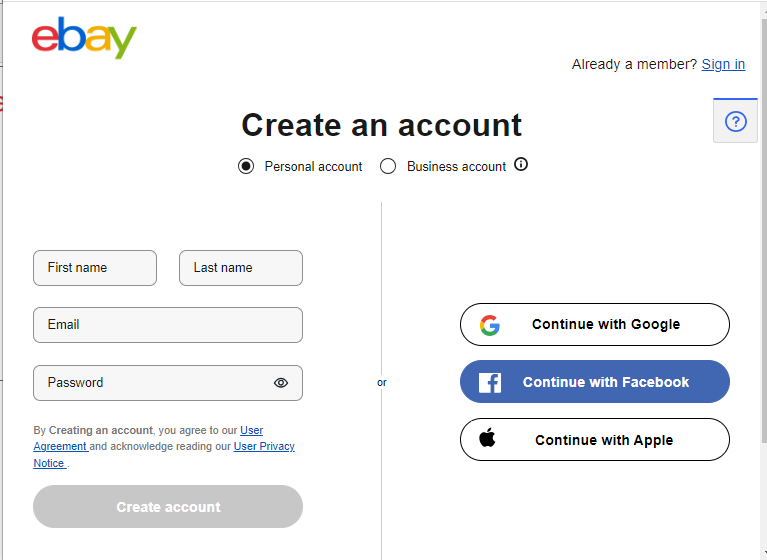 ebay
Already a member? Sign in
Create an account
Personal account Business account
First name Last name
Email
Password
By Creating an account, you agree to our User
Agreement and acknowledge reading our User Privacy
Notice .
Create account
or
Continue with Google
Continue with Facebook
Continue with Apple